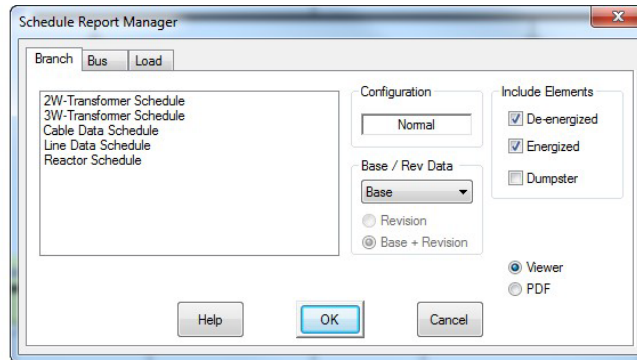 Schedule Report Manager
X
Branch
Bus
Load
2W-Transformer Schedule
3W-Transformer Schedule
Cable Data Schedule
Line Data Schedule
Reactor Schedule
Configuration
Normal
Base / Rev Data
Base
Revision
Base + Revision
Include Elements
De-energized
Energized
Dumpster
Viewer
PDF
Help
OK
Cancel